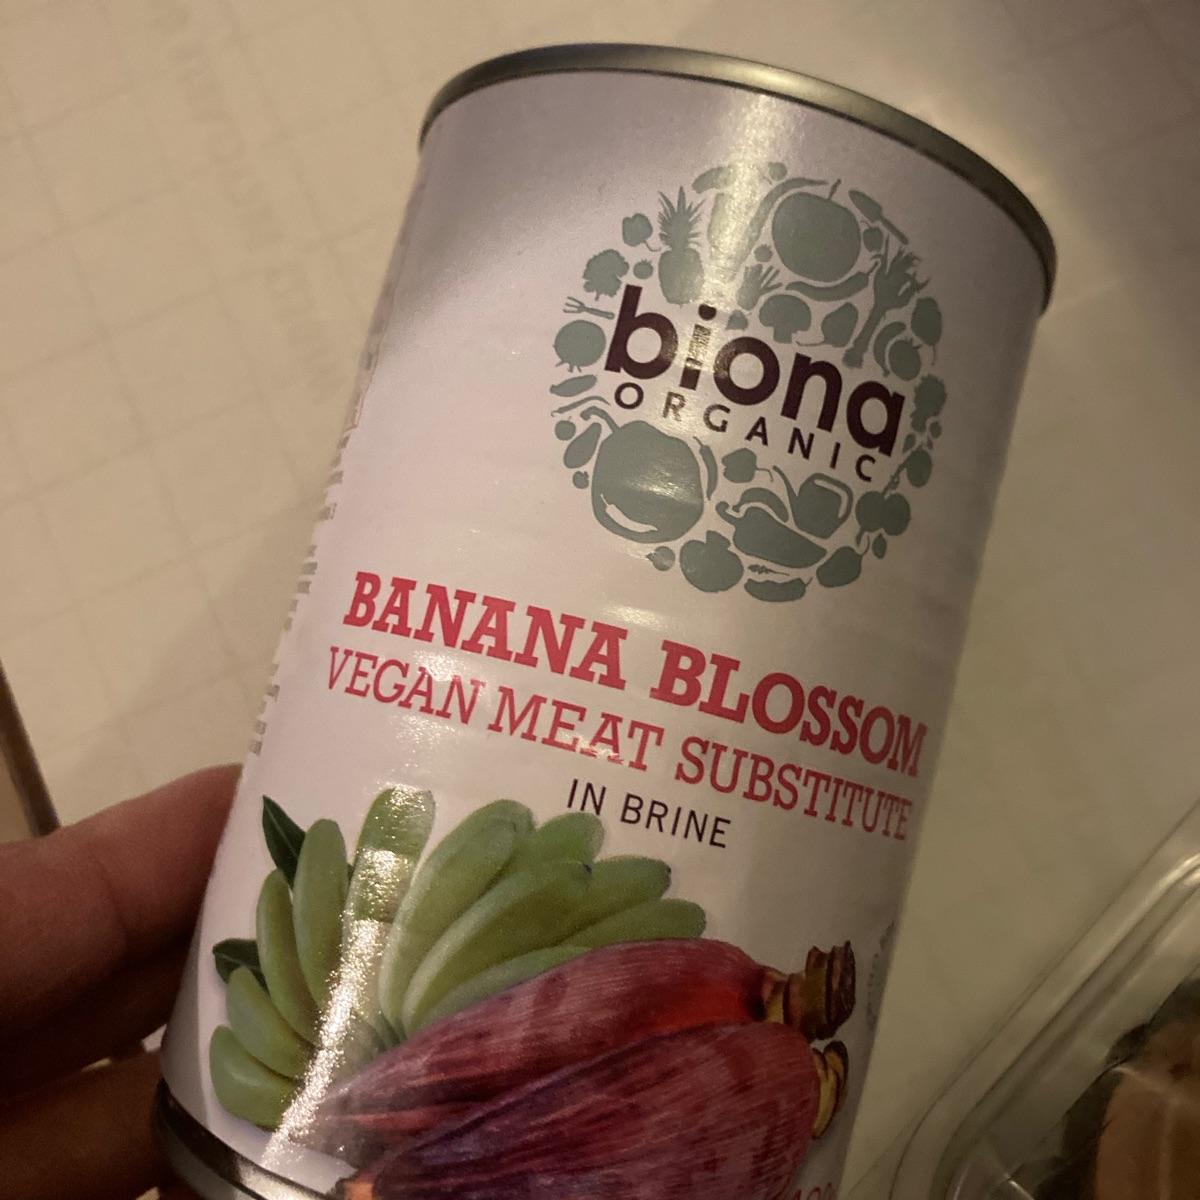 biona
ORGANIC
BANANA BLOSSOM
VEGAN MEAT SUBSTITUTE
IN BRINE